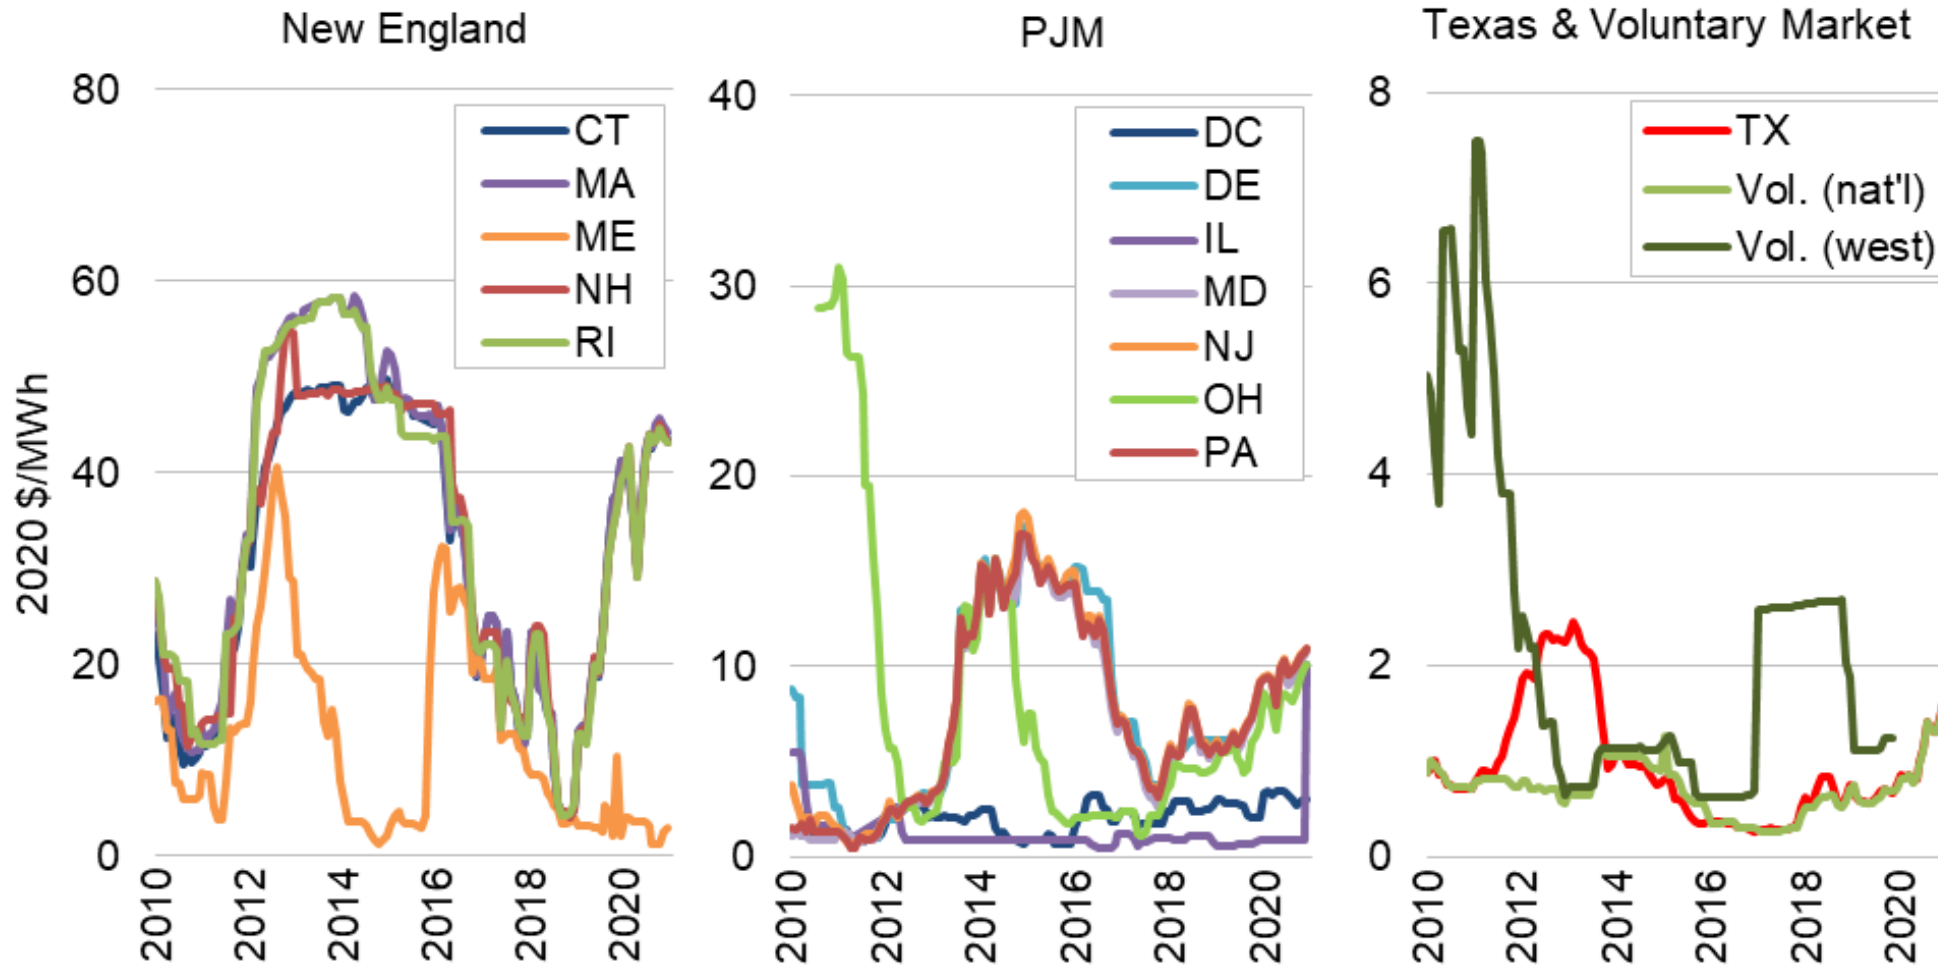 New England
PJM
Texas & Voluntary Market
2020 $/MWh
80
60
40
20
0
CT
MA
ME
NH
RI
2010
2012
2014
2016
2018
2020
40
30
20
10
0
DC
DE
IL
MD
NJ
OH
PA
2010
2012
2014
2016
2018
2020
8
6
4
2
0
TX
Vol. (nat'l)
Vol. (west)
2010
2012
2014
2016
2018
2020